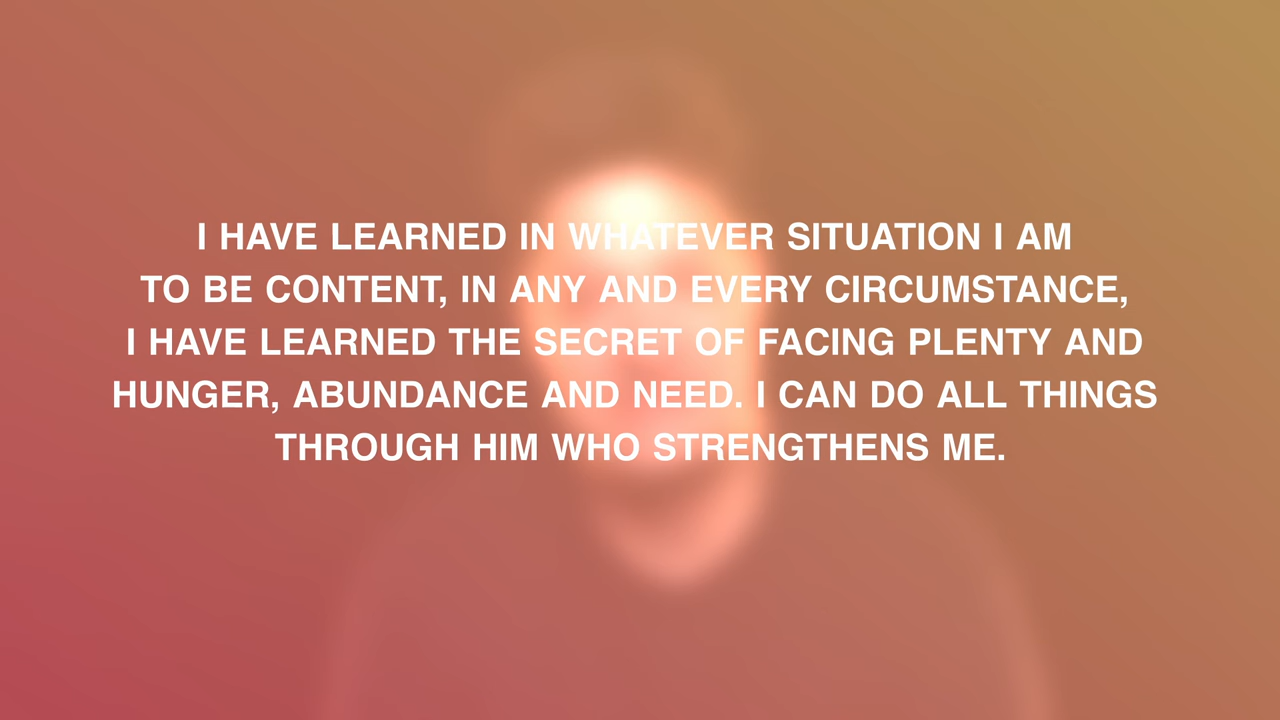 I HAVE LEARNED IN WHATEVER SITUATION I AM
TO BE CONTENT, IN ANY AND EVERY CIRCUMSTANCE,
I HAVE LEARNED THE SECRET OF FACING PLENTY AND
HUNGER, ABUNDANCE AND NEED. I CAN DO ALL THINGS
THROUGH HIM WHO STRENGTHENS ME.